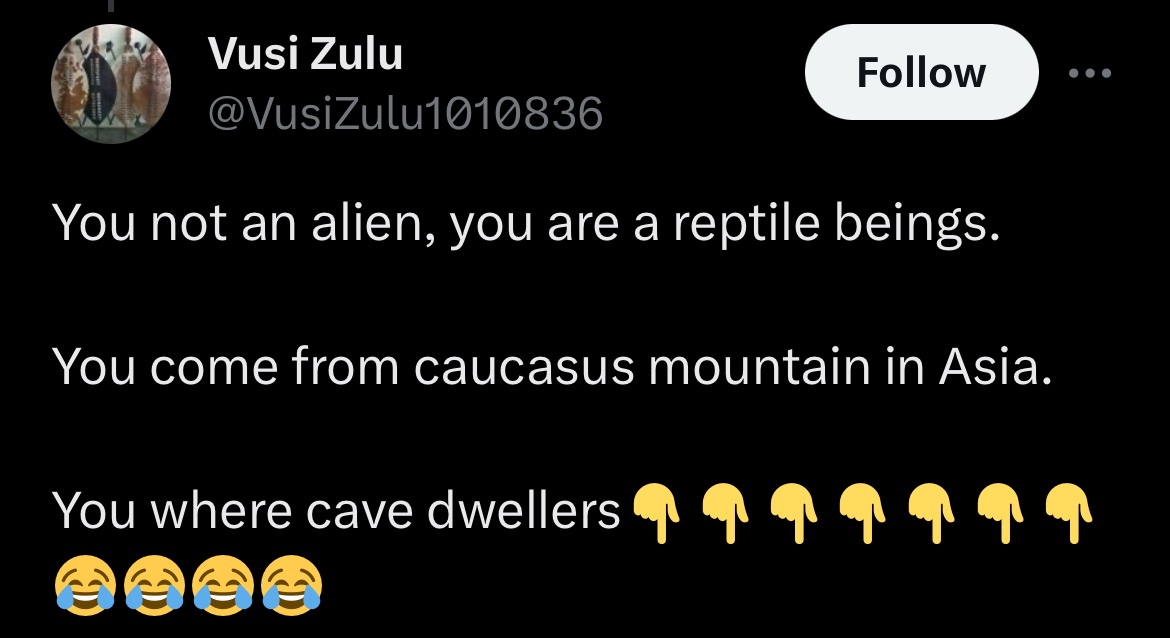 Vusi Zulu
@VusiZulu1010836
Follow
You not an alien, you are a reptile beings.
You come from caucasus mountain in Asia.
You where cave dwellers👇👇👇👇👇👇👇
😂😂😂😂